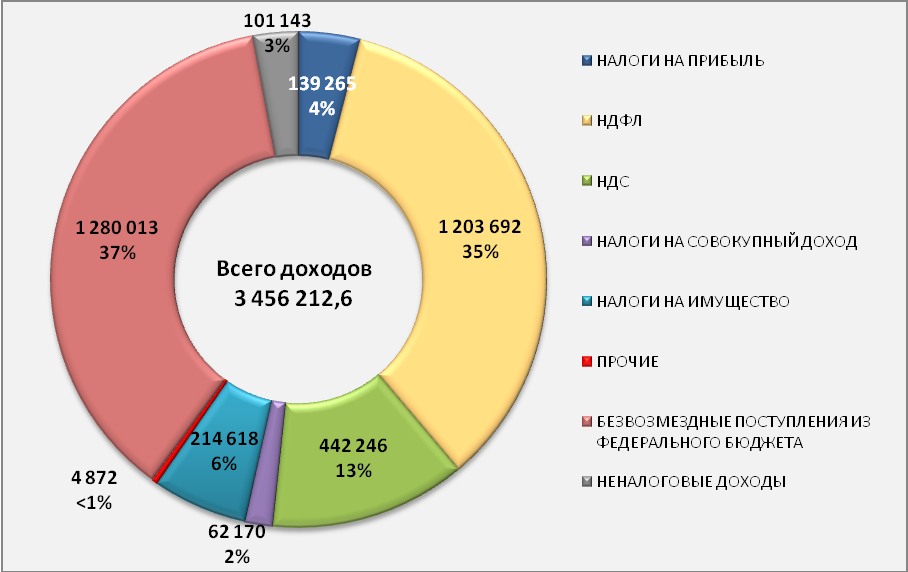 101 143
3%
139 265
4%
1 203 692
35%
442 246
13%
62 170
2%
214 618
6%
4 872
<1%
1 280 013
37%
Всего доходов
3 456 212,6
НАЛОГИ НА ПРИБЫЛЬ
НДФЛ
НДС
НАЛОГИ НА СОВОКУПНЫЙ ДОХОД
НАЛОГИ НА ИМУЩЕСТВО
ПРОЧИЕ
БЕЗВОЗМЕЗДНЫЕ ПОСТУПЛЕНИЯ ИЗ
ФЕДЕРАЛЬНОГО БЮДЖЕТА
НЕНАЛОГОВЫЕ ДОХОДЫ